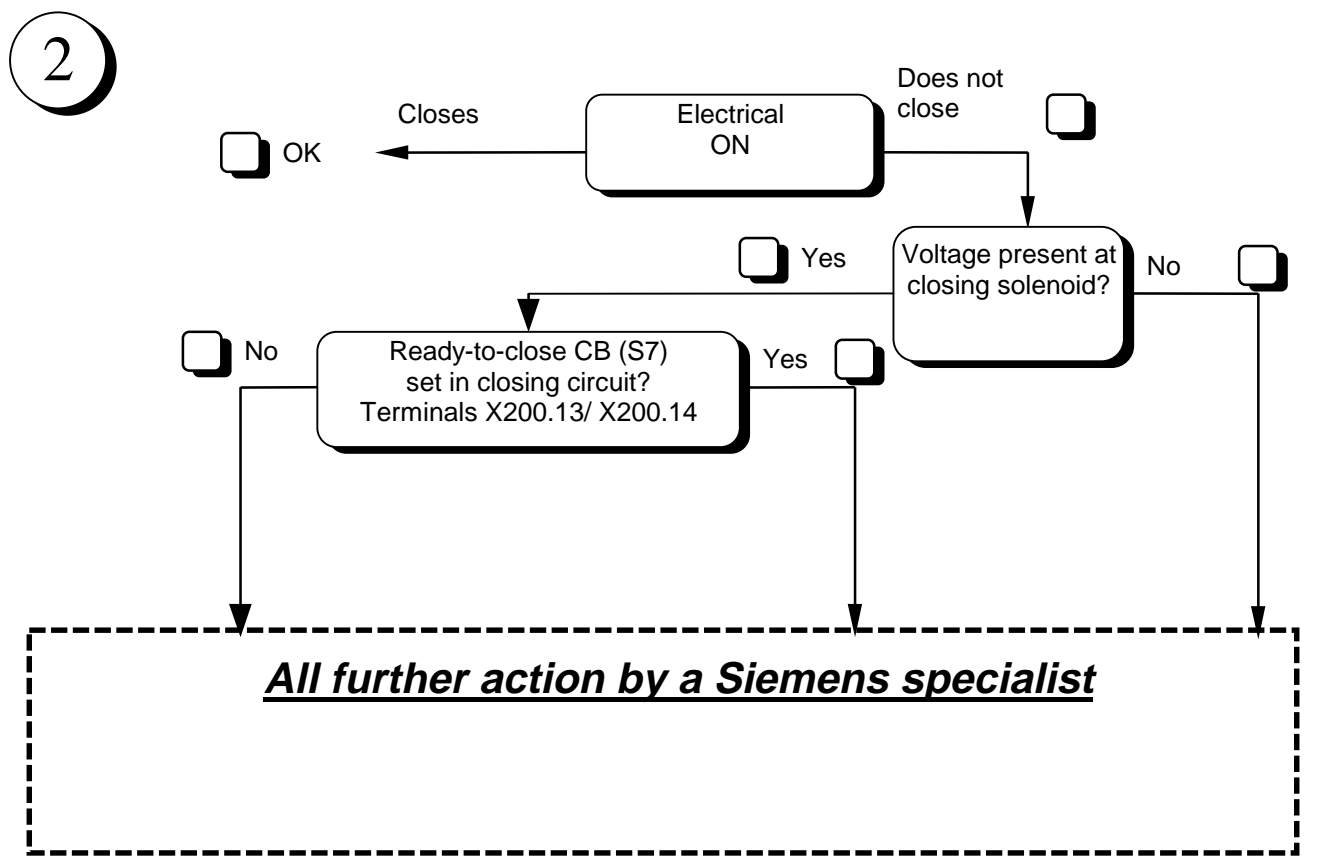 2
Does not
close
Closes
Electrical
ON
OK
Yes
Voltage present at
closing solenoid?
No
No
Ready-to-close CB (S7)
set in closing circuit?
Terminals X200.13/ X200.14
Yes
All further action by a Siemens specialist